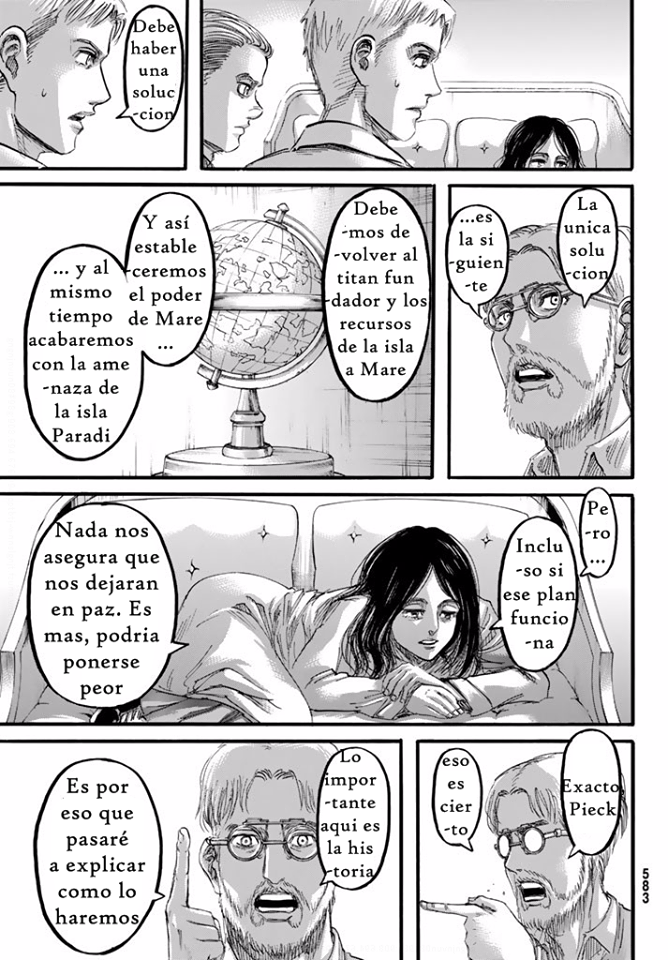 Debe
haber
una
soluc
-cion
La
unica
solu
-cion
...es
la si
-guien
-te
Debe
-mos de
-volver al
titan fun
-dador y los
recursos
de la isla
a Mare
Y así
estable
-ceremos
el poder
de Mare
...
... y al
mismo
tiempo
acabaremos
con la ame
-naza de
la isla
Paradi
Pe
-ro
...
Inclu
-so si
ese plan
funcio
-na
Nada nos
asegura que
nos dejaran
en paz. Es
mas, podria
ponerse
peor
Exacto,
Pieck
eso
es
cier
-to
Lo
impor
-tante
aqui es
la his
-toria
Es por
eso que
pasaré
a explicar
como lo
haremos
583